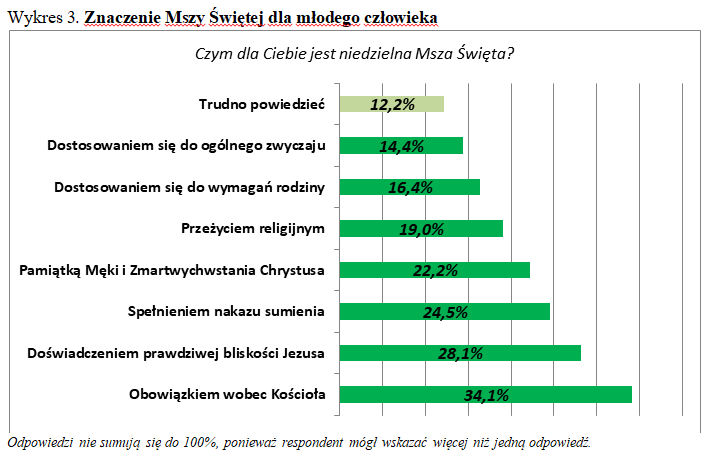 Wykres 3. Znaczenie Mszy Świętej dla młodego człowieka
Czym dla Ciebie jest niedzielna Msza Święta?
Trudno powiedzieć 12,2%
Dostosowaniem się do ogólnego zwyczaju 14,4%
Dostosowaniem się do wymagań rodziny 16,4%
Przeżyciem religijnym 19,0%
Pamiątką Męki i Zmartwychwstania Chrystusa 22,2%
Spełnieniem nakazu sumienia 24,5%
Doświadczeniem prawdziwej bliskości Jezusa 28,1%
Obowiązkiem wobec Kościoła 34,1%
Odpowiedzi nie sumują się do 100%, ponieważ respondent mógł wskazać więcej niż jedną odpowiedź.